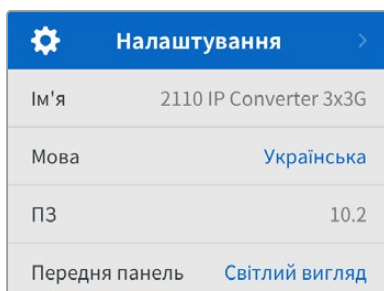 Налаштування
Ім'я 2110 IP Converter 3x3G
Мова Українська
ПЗ 10.2
Передня панель Світлий вигляд